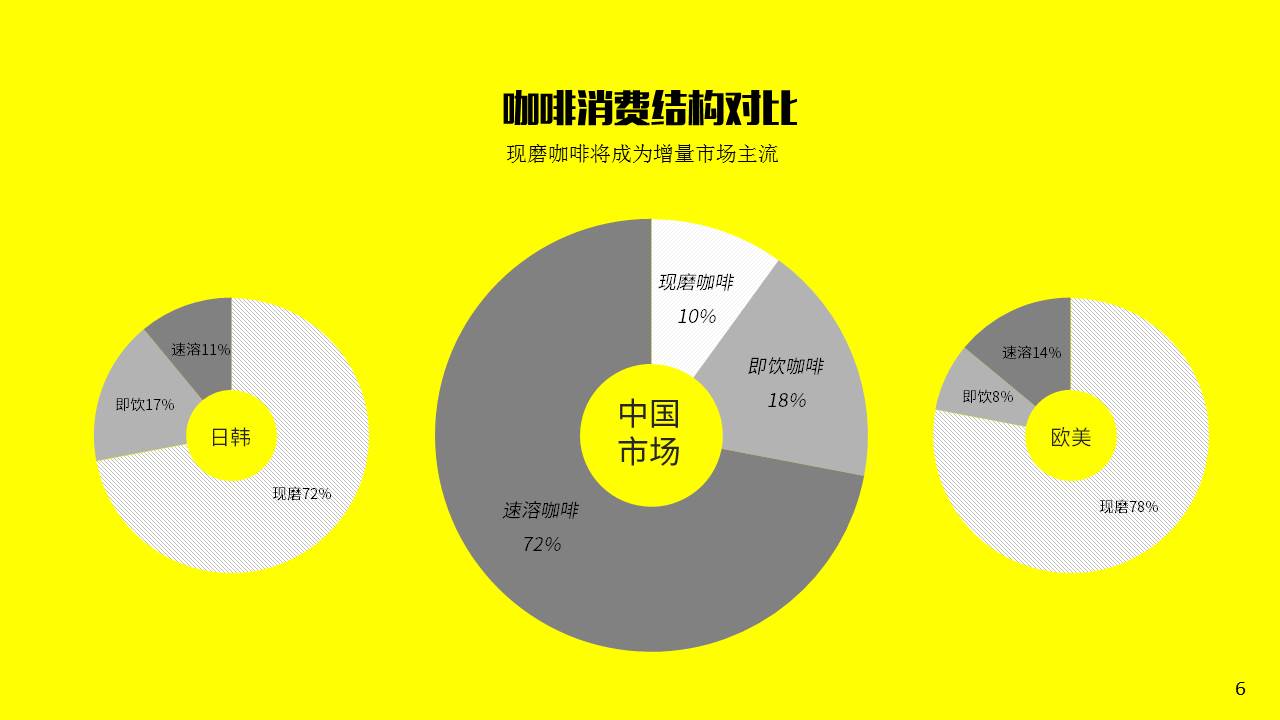 咖啡消费结构对比
现磨咖啡将成为增量市场主流
速溶11%
即饮17%
日韩
现磨72%
现磨咖啡
10%
即饮咖啡
18%
中国
市场
速溶咖啡
72%
速溶14%
即饮8%
欧美
现磨78%
6